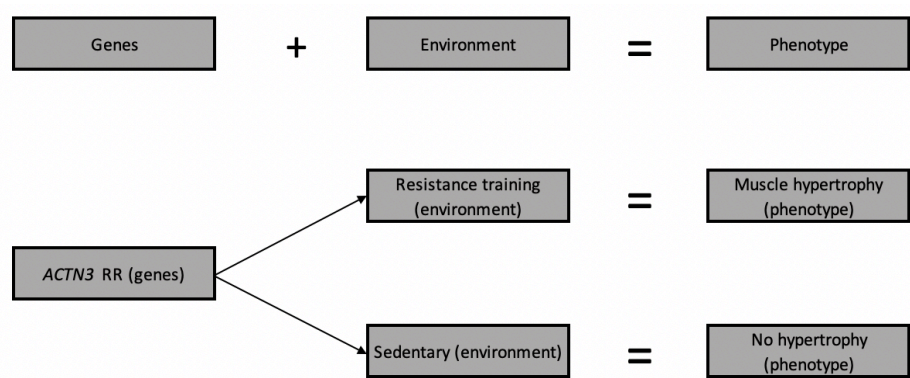 Genes + Environment = Phenotype
Resistance training
(environment)
=
Muscle hypertrophy
(phenotype)
ACTN3 RR (genes)
Sedentary (environment)
=
No hypertrophy
(phenotype)